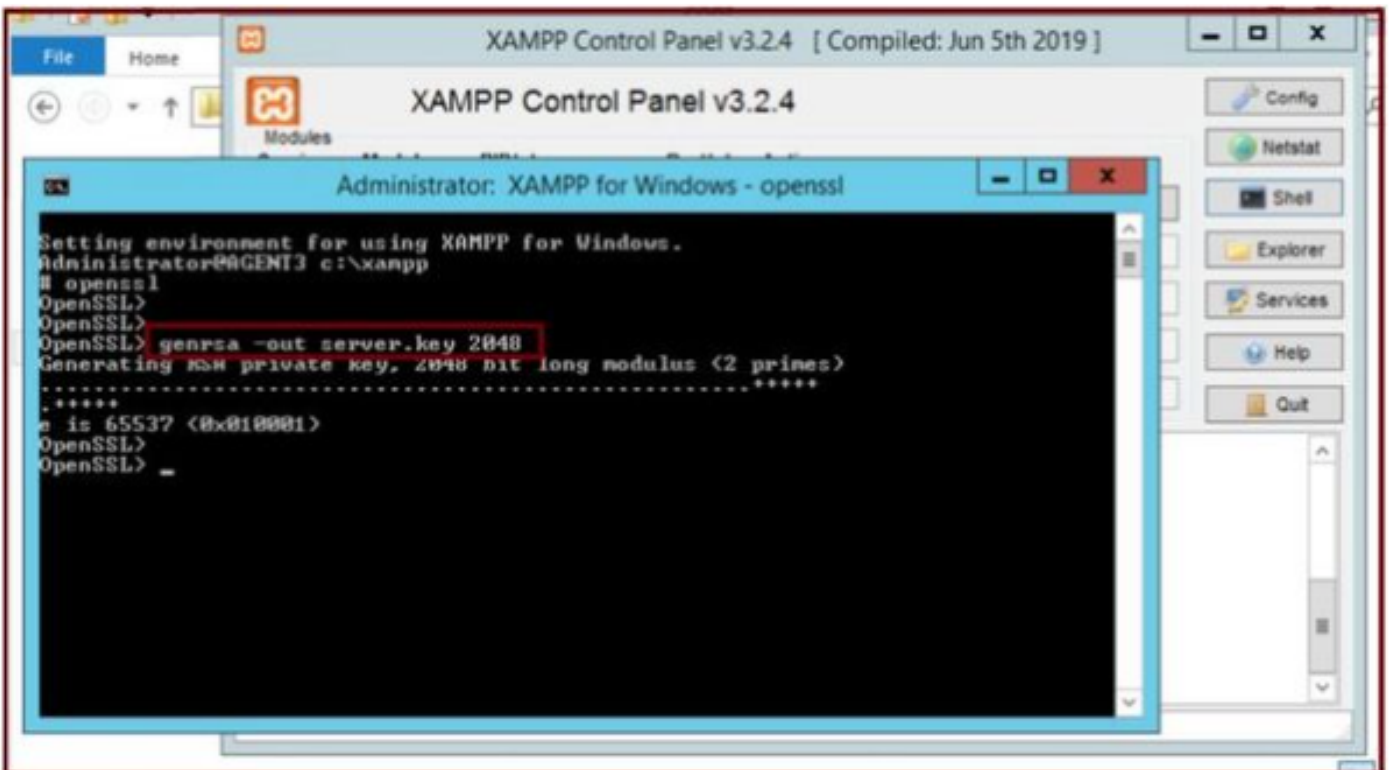 File
Home
XAMPP Control Panel v3.2.4 [ Compiled: Jun 5th 2019 ]
XAMPP Control Panel v3.2.4
Modules
Config
Netstat
Shell
Explorer
Services
Help
Quit
Administrator: XAMPP for Windows - openssl
Setting environment for using XAMPP for Windows.
Administrator@AGENT3 c:\xampp
# openssl
OpenSSL>
OpenSSL>
OpenSSL> genrsa -out server.key 2048
Generating RSA private key, 2048 bit long modulus (2 primes)
...........................................................+++++
.+++++
e is 65537 (0x010001)
OpenSSL>
OpenSSL> _